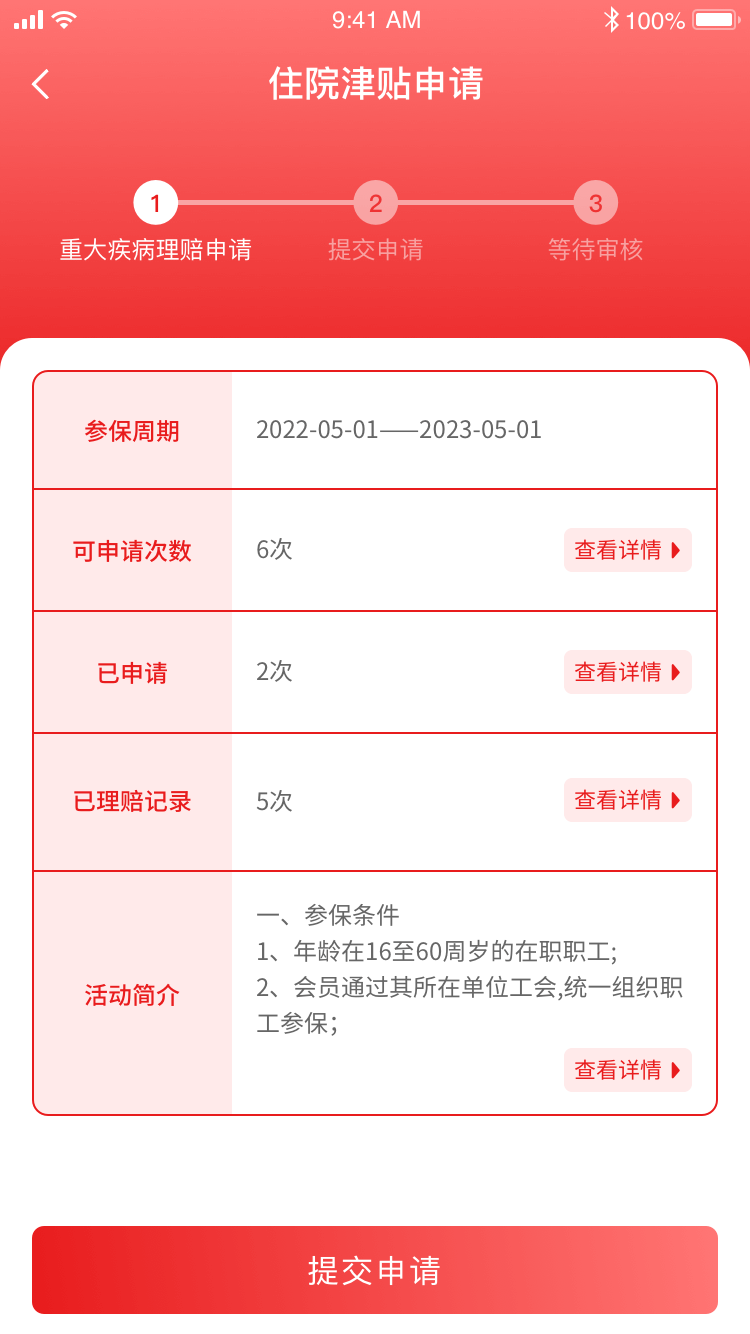 9:41 AM
100%
住院津贴申请
1
2
3
重大疾病理赔申请
提交申请
等待审核
参保周期
2022-05-01——2023-05-01
可申请次数
6次
查看详情
已申请
2次
查看详情
已理赔记录
5次
查看详情
活动简介
一、参保条件
1、年龄在16至60周岁的在职职工;
2、会员通过其所在单位工会,统一组织职
工参保；
查看详情
提交申请